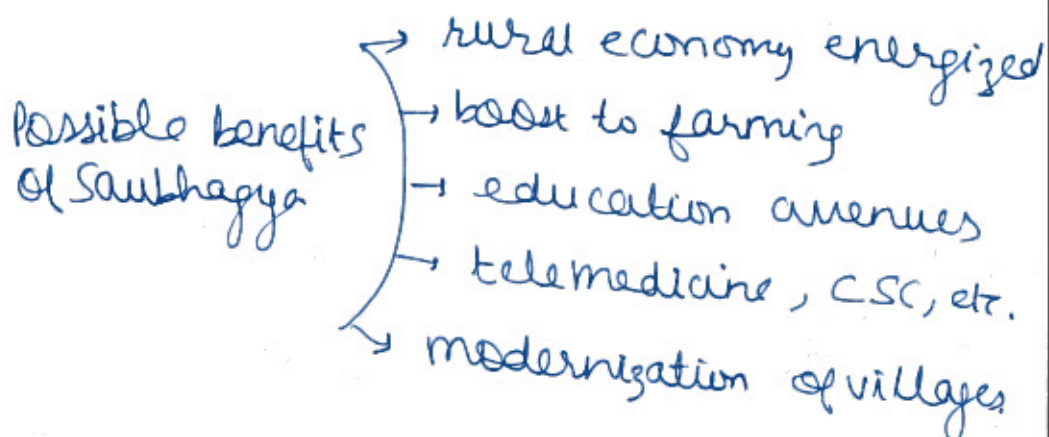 Possible benefits
of Saubhagya
→ rural economy energized
→ boost to farming
→ education avenues
→ telemedicine, CSC, etc.
→ modernization of villages